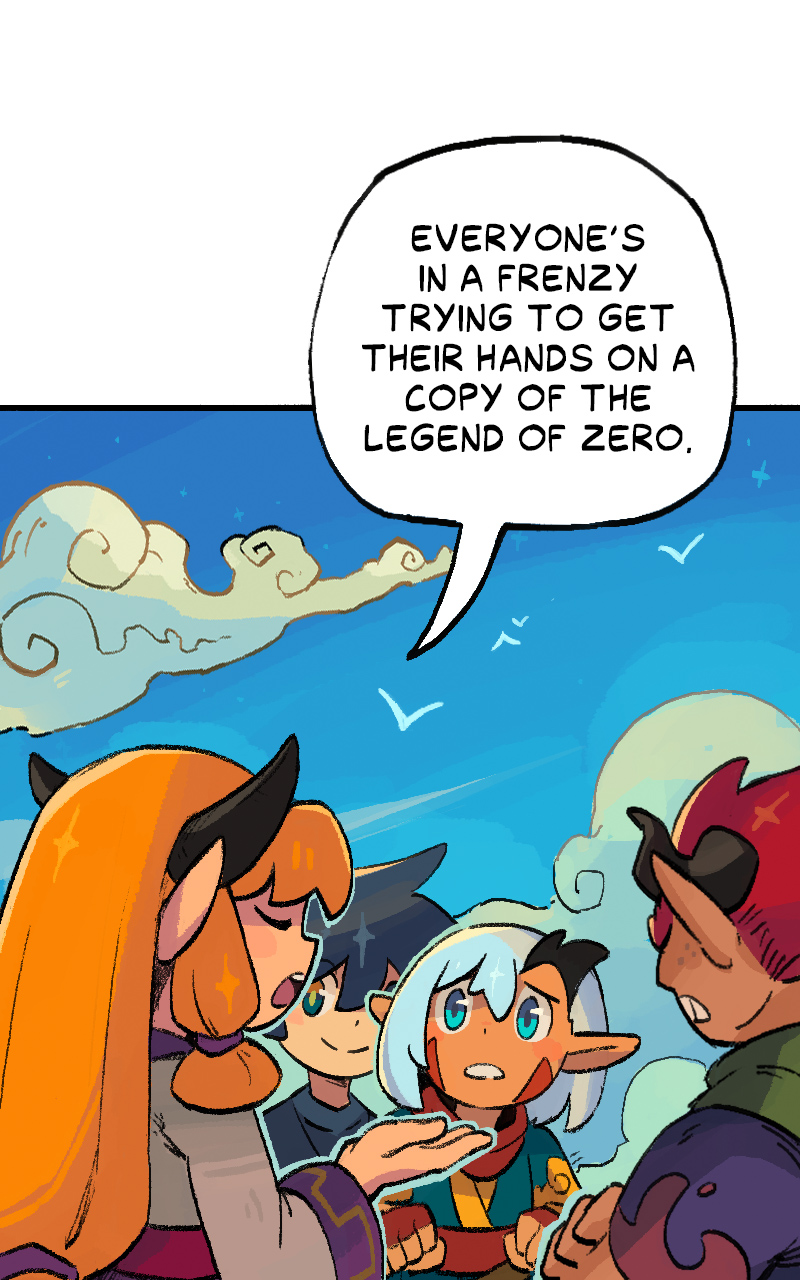 EVERYONE'S
IN A FRENZY
TRYING TO GET
THEIR HANDS ON A
COPY OF THE
LEGEND OF ZERO.